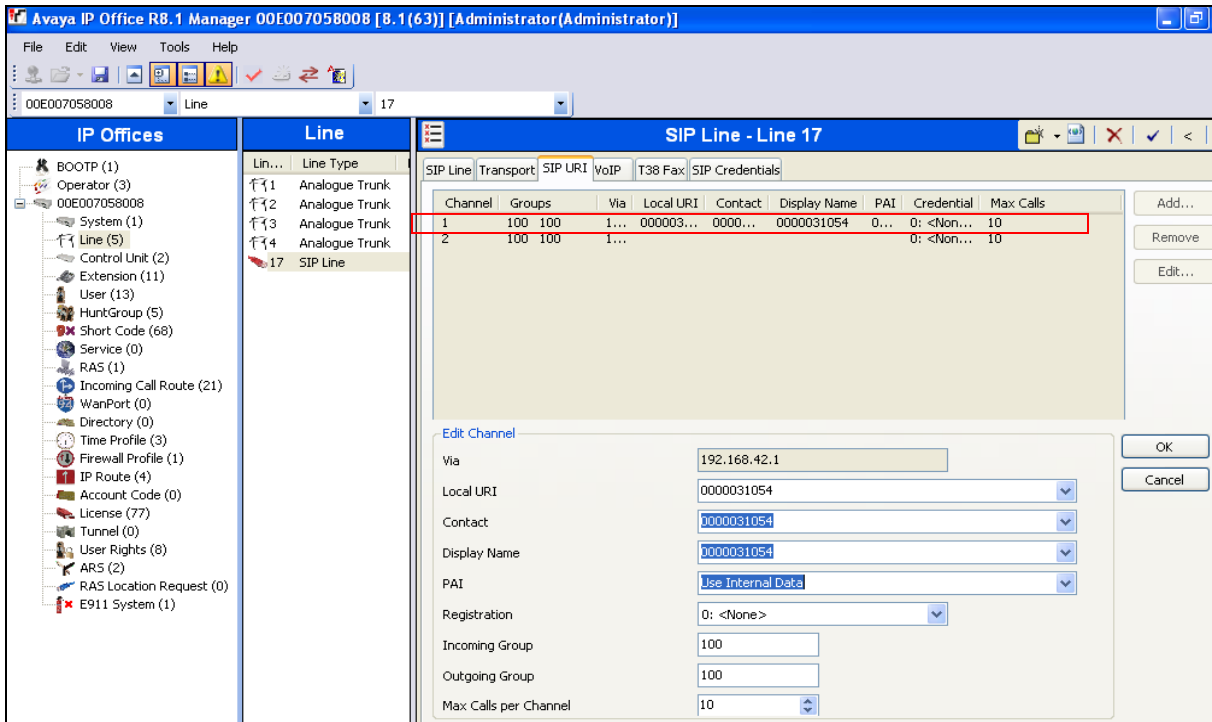 Avaya IP Office R8.1 Manager 00E007058008 [8.1(63)] [Administrator(Administrator)]
File Edit View Tools Help
00E007058008 Line 17
IP Offices
BOOTP (1)
Operator (3)
00E007058008
System (1)
Line (5)
Control Unit (2)
Extension (11)
User (13)
HuntGroup (5)
Short Code (68)
Service (0)
RAS (1)
Incoming Call Route (21)
WanPort (0)
Directory (0)
Time Profile (3)
Firewall Profile (1)
IP Route (4)
Account Code (0)
License (77)
Tunnel (0)
User Rights (8)
ARS (2)
RAS Location Request (0)
E911 System (1)
Line
Lin... Line Type
1 Analogue Trunk
2 Analogue Trunk
3 Analogue Trunk
4 Analogue Trunk
17 SIP Line
SIP Line - Line 17
SIP Line Transport SIP URI VoIP T38 Fax SIP Credentials
Channel Groups Via Local URI Contact Display Name PAI Credential Max Calls
1 100 100 1... 000003... 0000... 0000031054 0... 0: <Non... 10
2 100 100 1... 0: <Non... 10
Add...
Remove
Edit...
Edit Channel
Via 192.168.42.1
Local URI 0000031054
Contact 0000031054
Display Name 0000031054
PAI Use Internal Data
Registration 0: <None>
Incoming Group 100
Outgoing Group 100
Max Calls per Channel 10
OK
Cancel